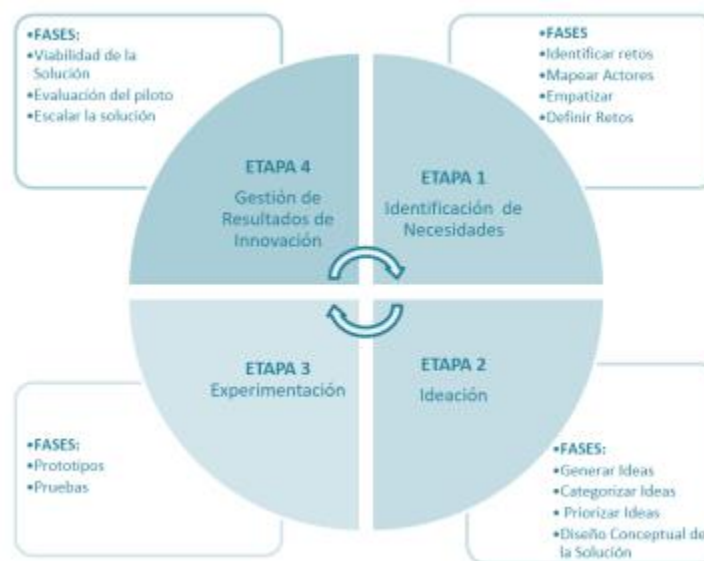 •FASES:
•Viabilidad de la
Solución
•Evaluación del piloto
•Escalar la solución
•FASES
•Identificar retos
•Mapear Actores
•Empatizar
•Definir Retos
ETAPA 4
Gestión de
Resultados de
Innovación
ETAPA 1
Identificación de
Necesidades
ETAPA 3
Experimentación
ETAPA 2
Ideación
•FASES:
•Prototipos
•Pruebas
•FASES:
•Generar Ideas
•Categorizar Ideas
• Priorizar Ideas
•Diseño Conceptual de
la Solución